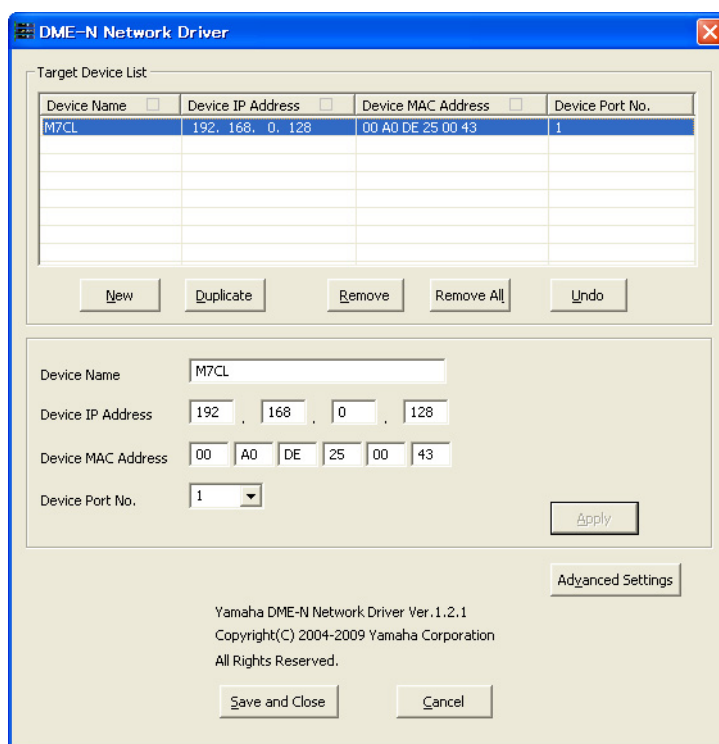 DME-N Network Driver
Target Device List
Device Name Device IP Address Device MAC Address Device Port No.
M7CL 192. 168. 0. 128 00 A0 DE 25 00 43 1
New Duplicate Remove Remove All Undo
Device Name M7CL
Device IP Address 192 . 168 . 0 . 128
Device MAC Address 00 A0 DE 25 00 43
Device Port No. 1
Apply
Advanced Settings
Yamaha DME-N Network Driver Ver.1.2.1
Copyright(C) 2004-2009 Yamaha Corporation
All Rights Reserved.
Save and Close Cancel